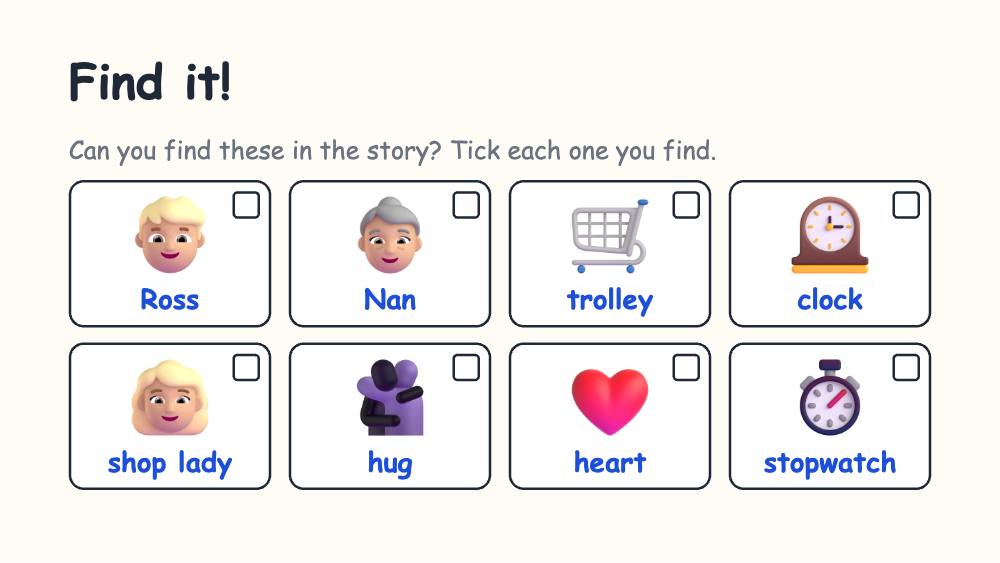 Find it!
Can you find these in the story? Tick each one you find.
Ross
Nan
trolley
clock
shop lady
hug
heart
stopwatch